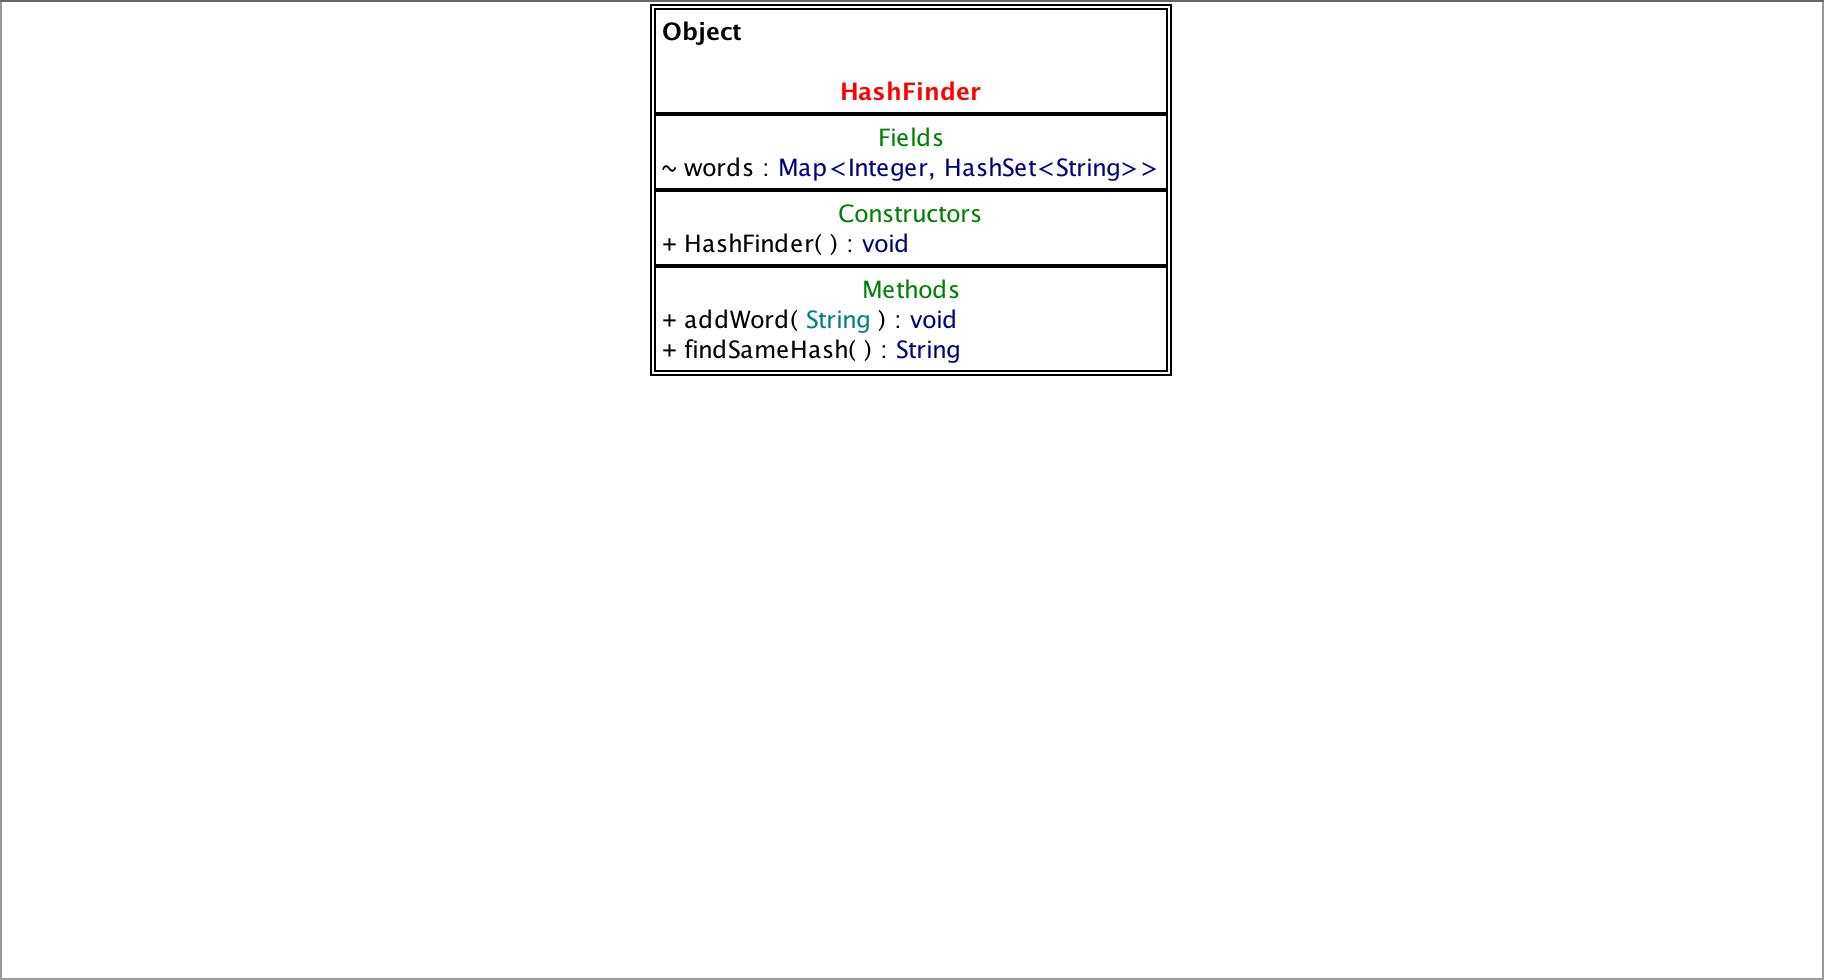 Object
HashFinder
Fields
~ words : Map<Integer, HashSet<String>>
Constructors
+ HashFinder( ) : void
Methods
+ addWord( String ) : void
+ findSameHash( ) : String